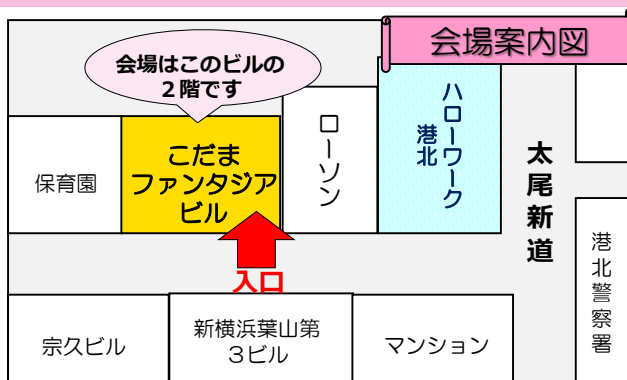 会場案内図
会場はこのビルの
２階です
保育園
こだま
ファンタジア
ビル
ローソン
ハローワーク
港北
太尾新道
港北警察署
入口
宗久ビル
新横浜葉山第
３ビル
マンション